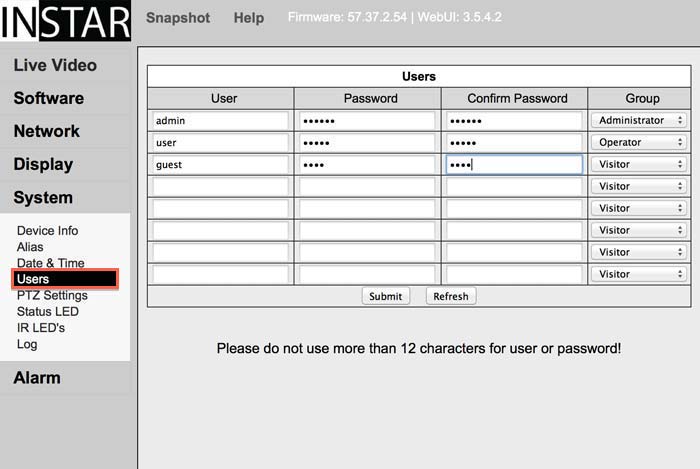 INSTAR
Snapshot Help Firmware: 57.37.2.54 | WebUI: 3.5.4.2
Live Video
Software
Network
Display
System
Device Info
Alias
Date & Time
Users
PTZ Settings
Status LED
IR LED's
Log
Alarm
Users
User Password Confirm Password Group
admin •••••• •••••• Administrator
user ••••• ••••• Operator
guest •••• •••• Visitor
Visitor
Visitor
Visitor
Visitor
Visitor
Submit Refresh
Please do not use more than 12 characters for user or password!